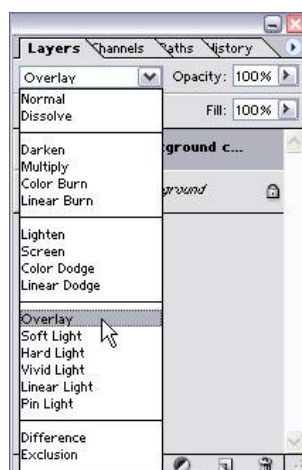 Layers Channels Paths History
Overlay Opacity: 100%
Normal Fill: 100%
Dissolve
Darken ground c...
Multiply
Color Burn
Linear Burn
Lighten
Screen
Color Dodge
Linear Dodge
Overlay
Soft Light
Hard Light
Vivid Light
Linear Light
Pin Light
Difference
Exclusion